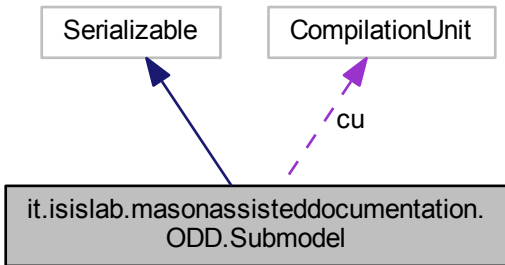 Serializable
CompilationUnit
cu
it.isislab.masonassisteddocumentation.
ODD.Submodel